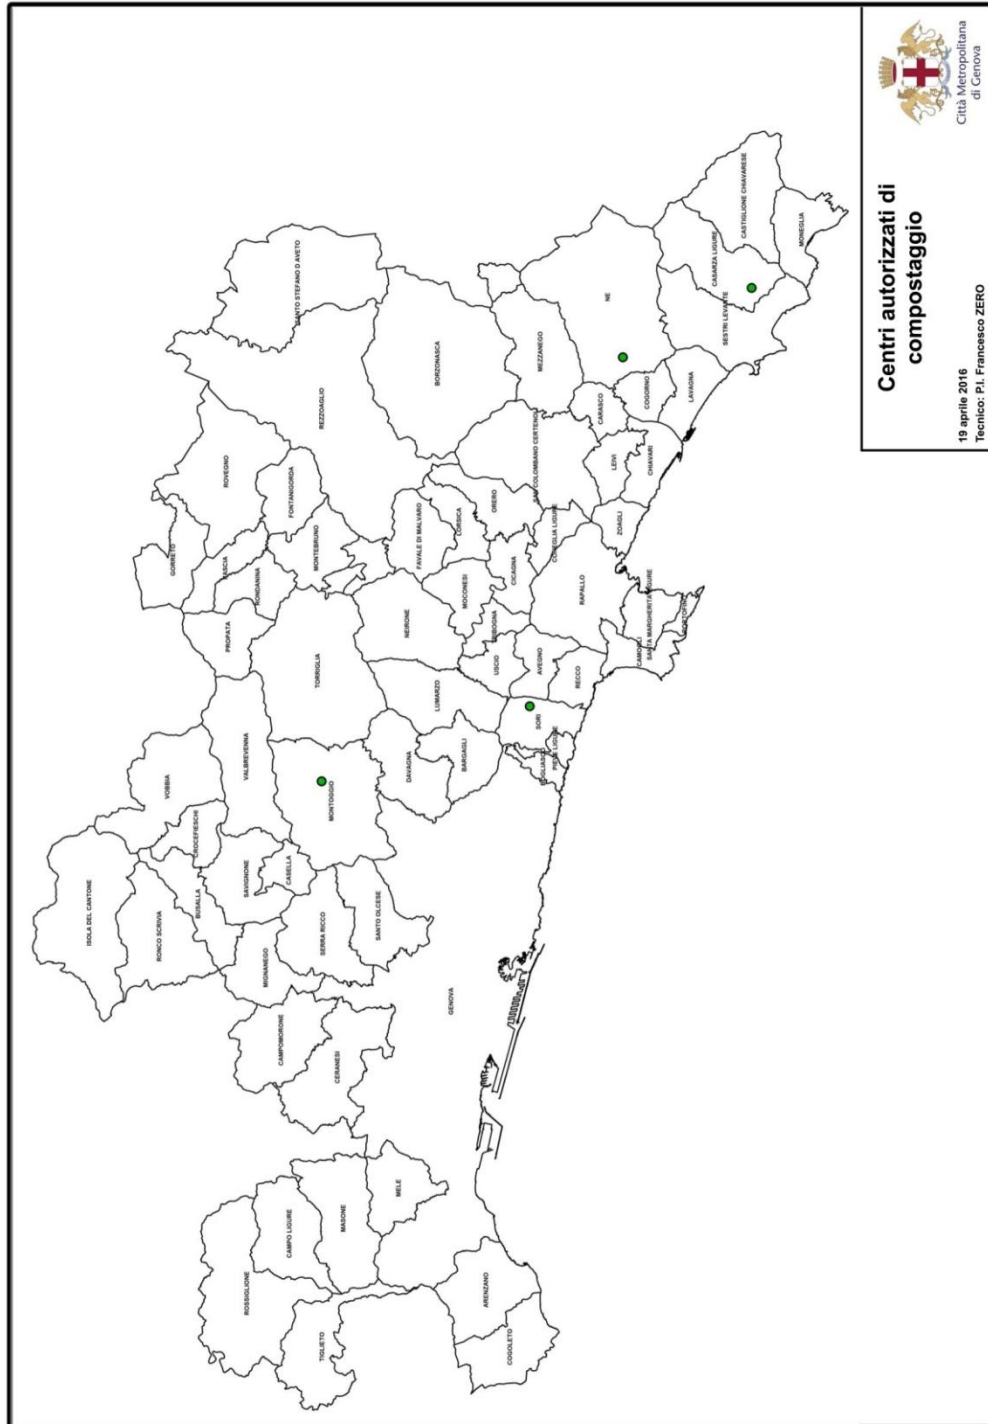 ISOLA DEL CANTONE
RONCO SCRIVIA
VOBBIA
GORRETO
CROCEFIESCHI
BUSALLA
FASCIA
ROVEGNO
PROPATA
VALBREVENNA
ROSSIGLIONE
SAVIGNONE
RONDANINA
MIGNANEGO
CAMPOMORONE
CASELLA
CAMPO LIGURE
FONTANIGORDA
SANTO STEFANO D AVETO
MONTEBRUNO
TORRIGLIA
REZZOAGLIO
TIGLIETO
SERRA RICCO
MONTOGGIO
CERANESI
MASONE
SANTO OLCESE
MELE
NEIRONE
DAVAGNA
FAVALE DI MALVARO
LUMARZO
BORZONASCA
GENOVA
LORSICA
BARGAGLI
MOCONESI
ARENZANO
TRIBOGNA
ORERO
USCIO
COGOLETO
CICAGNA
SAN COLOMBANO CERTENOLI
SORI
AVEGNO
MEZZANEGO
BOGLIASCO
COREGLIA LIGURE
PIEVE LIGURE
RECCO
RAPALLO
CARASCO
NE
LEIVI
ZOAGLI
CAMOGLI
COGORNO
SANTA MARGHERITA LIGURE
CHIAVARI
PORTOFINO
LAVAGNA
CASARZA LIGURE
SESTRI LEVANTE
CASTIGLIONE CHIAVARESE
MONEGLIA
Centri autorizzati di
compostaggio
19 aprile 2016
Tecnico: P.I. Francesco ZERO
Città Metropolitana
di Genova